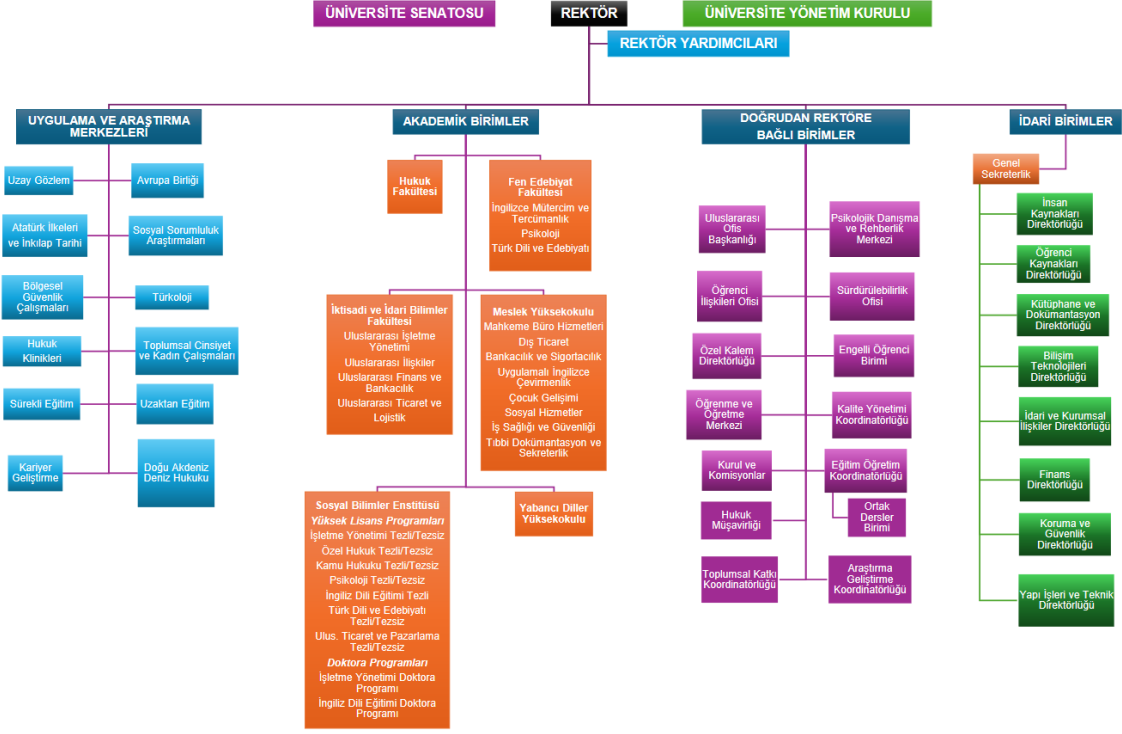 ÜNİVERSİTE SENATOSU
REKTÖR
ÜNİVERSİTE YÖNETİM KURULU
REKTÖR YARDIMCILARI
UYGULAMA VE ARAŞTIRMA
MERKEZLERİ
Uzay Gözlem
Avrupa Birliği
Atatürk İlkeleri
ve İnkılap Tarihi
Sosyal Sorumluluk
Araştırmaları
Bölgesel
Güvenlik
Çalışmaları
Türkoloji
Hukuk
Klinikleri
Toplumsal Cinsiyet
ve Kadın Çalışmaları
Sürekli Eğitim
Uzaktan Eğitim
Kariyer
Geliştirme
Doğu Akdeniz
Deniz Hukuku
AKADEMİK BİRİMLER
Hukuk
Fakültesi
Fen Edebiyat
Fakültesi
İngilizce Mütercim ve
Tercümanlık
Psikoloji
Türk Dili ve Edebiyatı
İktisadi ve İdari Bilimler
Fakültesi
Uluslararası İşletme
Yönetimi
Uluslararası İlişkiler
Uluslararası Finans ve
Bankacılık
Uluslararası Ticaret ve
Lojistik
Meslek Yüksekokulu
Mahkeme Büro Hizmetleri
Dış Ticaret
Bankacılık ve Sigortacılık
Uygulamalı İngilizce
Çevirmenlik
Çocuk Gelişimi
Sosyal Hizmetler
İş Sağlığı ve Güvenliği
Tıbbi Dokümantasyon ve
Sekreterlik
Sosyal Bilimler Enstitüsü
Yüksek Lisans Programları
İşletme Yönetimi Tezli/Tezsiz
Özel Hukuk Tezli/Tezsiz
Kamu Hukuku Tezli/Tezsiz
Psikoloji Tezli/Tezsiz
İngiliz Dili Eğitimi Tezli
Türk Dili ve Edebiyatı
Tezli/Tezsiz
Ulus. Ticaret ve Pazarlama
Tezli/Tezsiz
Doktora Programları
İşletme Yönetimi Doktora
Programı
İngiliz Dili Eğitimi Doktora
Programı
Yabancı Diller
Yüksekokulu
DOĞRUDAN REKTÖRE
BAĞLI BİRİMLER
Uluslararası
Ofis
Başkanlığı
Psikolojik Danışma
ve Rehberlik
Merkezi
Öğrenci
İlişkileri Ofisi
Sürdürülebilirlik
Ofisi
Özel Kalem
Direktörlüğü
Engelli Öğrenci
Birimi
Öğrenme ve
Öğretme
Merkezi
Kalite Yönetimi
Koordinatörlüğü
Kurul ve
Komisyonlar
Eğitim Öğretim
Koordinatörlüğü
Hukuk
Müşavirliği
Ortak
Dersler
Birimi
Toplumsal Katkı
Koordinatörlüğü
Araştırma
Geliştirme
Koordinatörlüğü
İDARİ BİRİMLER
Genel
Sekreterlik
İnsan
Kaynakları
Direktörlüğü
Öğrenci
Kaynakları
Direktörlüğü
Kütüphane ve
Dokümantasyon
Direktörlüğü
Bilişim
Teknolojileri
Direktörlüğü
İdari ve Kurumsal
İlişkiler Direktörlüğü
Finans
Direktörlüğü
Koruma ve
Güvenlik
Direktörlüğü
Yapı İşleri ve Teknik
Direktörlüğü